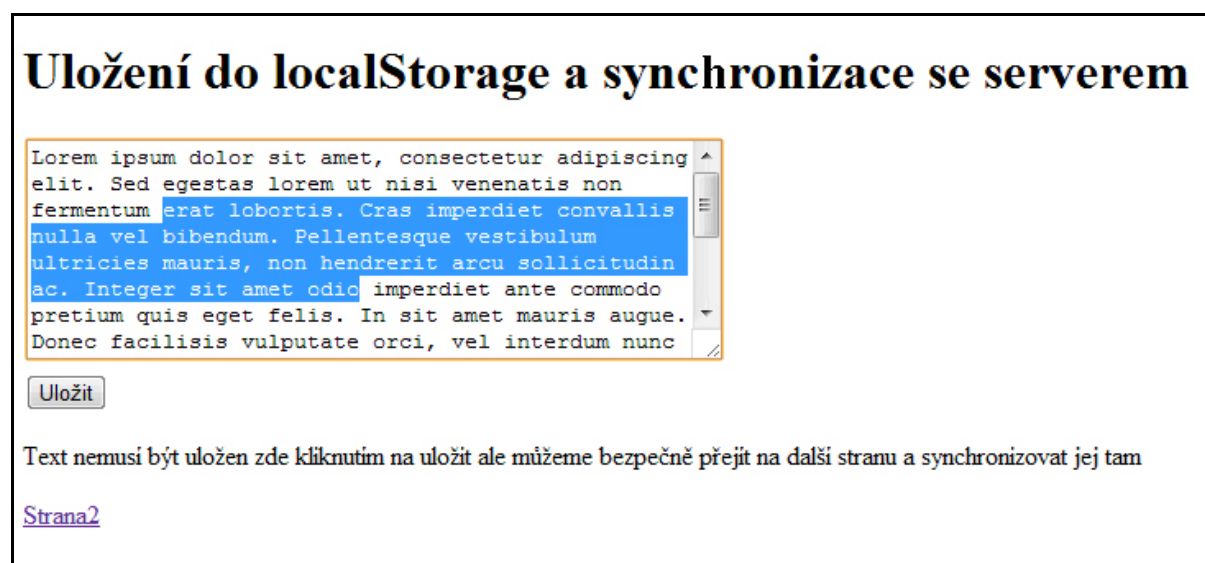 Uložení do localStorage a synchronizace se serverem
Lorem ipsum dolor sit amet, consectetur adipiscing
elit. Sed egestas lorem ut nisi venenatis non
fermentum erat lobortis. Cras imperdiet convallis
nulla vel bibendum. Pellentesque vestibulum
ultricies mauris, non hendrerit arcu sollicitudin
ac. Integer sit amet odio imperdiet ante commodo
pretium quis eget felis. In sit amet mauris augue.
Donec facilisis vulputate orci, vel interdum nunc
Uložit
Text nemusí být uložen zde kliknutím na uložit ale můžeme bezpečně přejít na další stranu a synchronizovat jej tam
Strana2